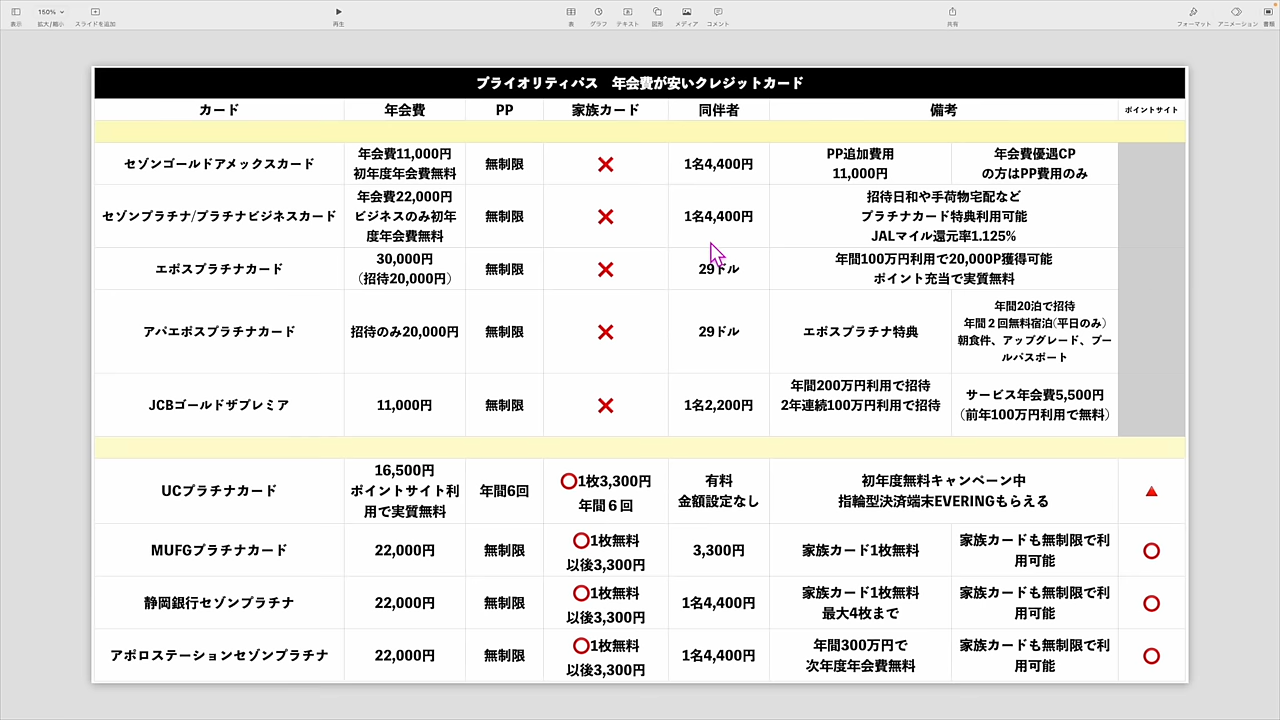 150%
表示
拡大/縮小
スライドを追加
再生
表
グラフ
テキスト
図形
メディア
コメント
共有
フォーマット
アニメーション
書類
プライオリティパス　年会費が安いクレジットカード
カード
年会費
PP
家族カード
同伴者
備考
ポイントサイト
セゾンゴールドアメックスカード
年会費11,000円
初年度年会費無料
無制限
❌
1名4,400円
PP追加費用
11,000円
年会費優遇CP
の方はPP費用のみ
セゾンプラチナ/プラチナビジネスカード
年会費22,000円
ビジネスのみ初年
度年会費無料
無制限
❌
1名4,400円
招待日和や手荷物宅配など
プラチナカード特典利用可能
JALマイル還元率1.125%
エポスプラチナカード
30,000円
（招待20,000円）
無制限
❌
29ドル
年間100万円利用で20,000P獲得可能
ポイント充当で実質無料
アパエポスプラチナカード
招待のみ20,000円
無制限
❌
29ドル
エポスプラチナ特典
年間20泊で招待
年間２回無料宿泊(平日のみ)
朝食件、アップグレード、プー
ルパスポート
JCBゴールドザプレミア
11,000円
無制限
❌
1名2,200円
年間200万円利用で招待
2年連続100万円利用で招待
サービス年会費5,500円
（前年100万円利用で無料）
UCプラチナカード
16,500円
ポイントサイト利
用で実質無料
年間6回
⭕1枚3,300円
年間６回
有料
金額設定なし
初年度無料キャンペーン中
指輪型決済端末EVERINGもらえる
🔺
MUFGプラチナカード
22,000円
無制限
⭕1枚無料
以後3,300円
3,300円
家族カード1枚無料
家族カードも無制限で利
用可能
⭕
静岡銀行セゾンプラチナ
22,000円
無制限
⭕1枚無料
以後3,300円
1名4,400円
家族カード1枚無料
最大4枚まで
家族カードも無制限で利
用可能
⭕
アポロステーションセゾンプラチナ
22,000円
無制限
⭕1枚無料
以後3,300円
1名4,400円
年間300万円で
次年度年会費無料
家族カードも無制限で利
用可能
⭕